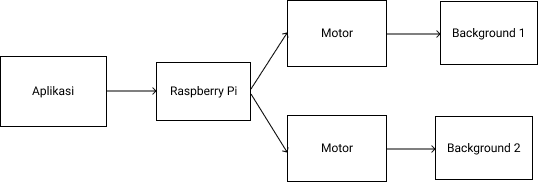 Aplikasi
Raspberry Pi
Motor
Background 1
Motor
Background 2